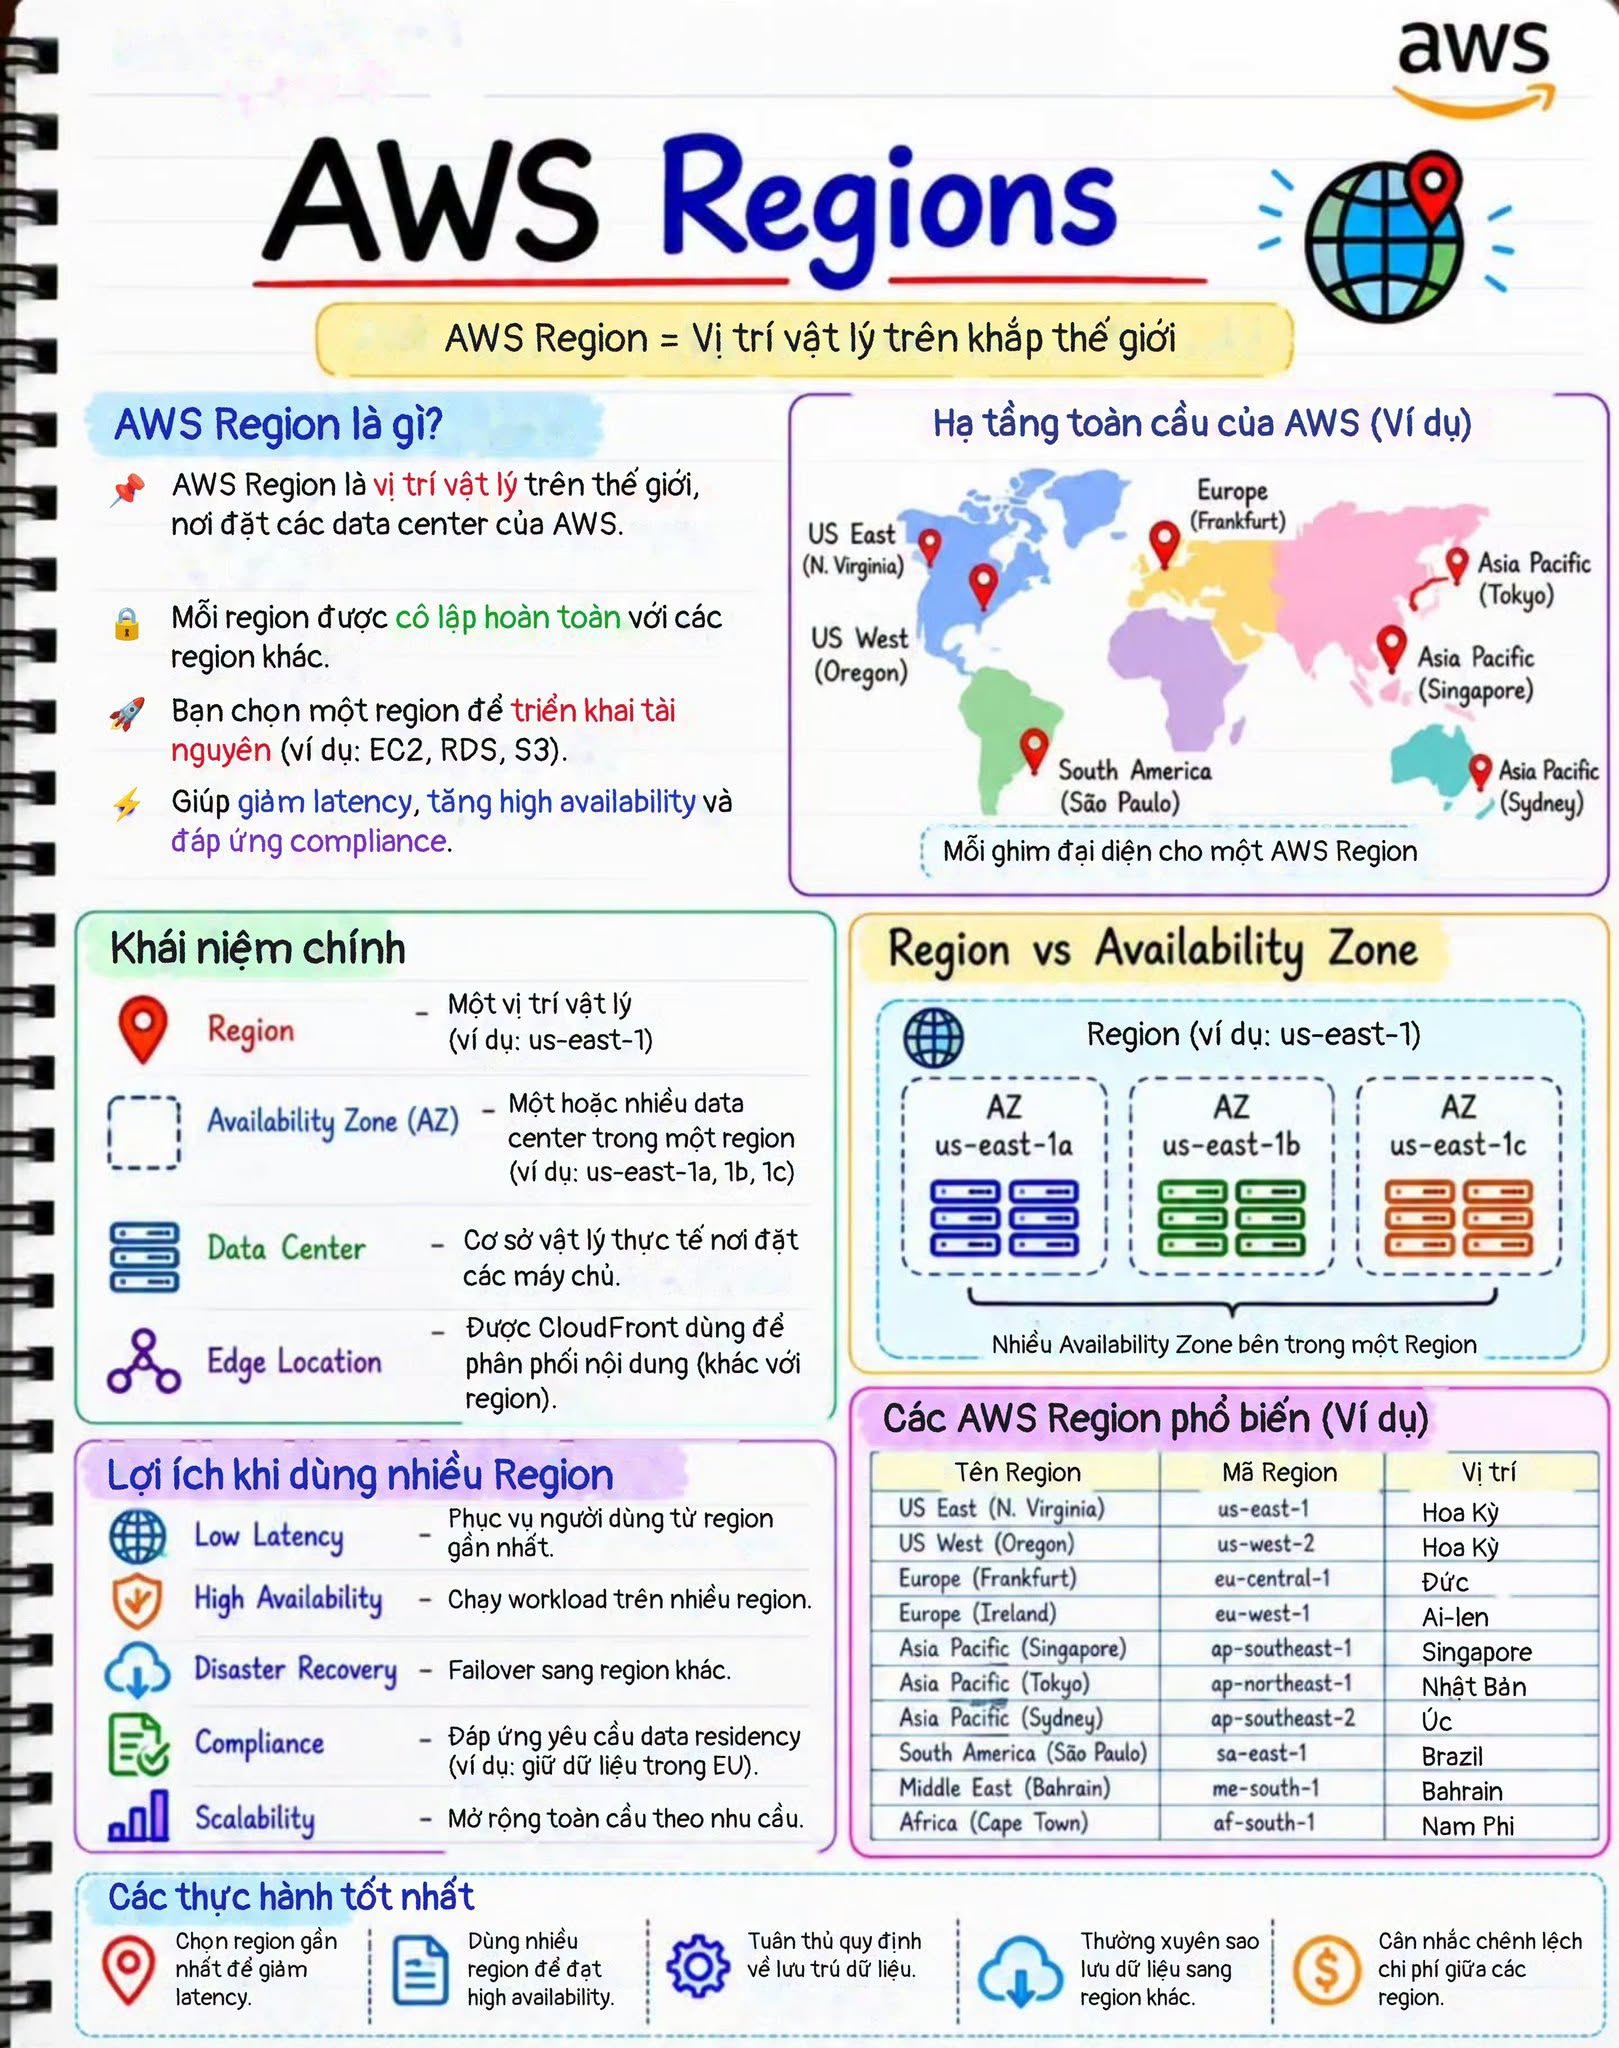 aws
AWS Regions
AWS Region = Vị trí vật lý trên khắp thế giới
AWS Region là gì?
AWS Region là vị trí vật lý trên thế giới,
nơi đặt các data center của AWS.
Mỗi region được cô lập hoàn toàn với các
region khác.
Bạn chọn một region để triển khai tài
nguyên (ví dụ: EC2, RDS, S3).
Giúp giảm latency, tăng high availability và
đáp ứng compliance.
Hạ tầng toàn cầu của AWS (Ví dụ)
US East
(N. Virginia)
US West
(Oregon)
Europe
(Frankfurt)
Asia Pacific
(Tokyo)
Asia Pacific
(Singapore)
South America
(São Paulo)
Asia Pacific
(Sydney)
Mỗi ghim đại diện cho một AWS Region
Khái niệm chính
Region - Một vị trí vật lý
(ví dụ: us-east-1)
Availability Zone (AZ) - Một hoặc nhiều data
center trong một region
(ví dụ: us-east-1a, 1b, 1c)
Data Center - Cơ sở vật lý thực tế nơi đặt
các máy chủ.
Edge Location - Được CloudFront dùng để
phân phối nội dung (khác với
region).
Region vs Availability Zone
Region (ví dụ: us-east-1)
AZ
us-east-1a
AZ
us-east-1b
AZ
us-east-1c
Nhiều Availability Zone bên trong một Region
Lợi ích khi dùng nhiều Region
Low Latency - Phục vụ người dùng từ region
gần nhất.
High Availability - Chạy workload trên nhiều region.
Disaster Recovery - Failover sang region khác.
Compliance - Đáp ứng yêu cầu data residency
(ví dụ: giữ dữ liệu trong EU).
Scalability - Mở rộng toàn cầu theo nhu cầu.
Các AWS Region phổ biến (Ví dụ)
Tên Region Mã Region Vị trí
US East (N. Virginia) us-east-1 Hoa Kỳ
US West (Oregon) us-west-2 Hoa Kỳ
Europe (Frankfurt) eu-central-1 Đức
Europe (Ireland) eu-west-1 Ai-len
Asia Pacific (Singapore) ap-southeast-1 Singapore
Asia Pacific (Tokyo) ap-northeast-1 Nhật Bản
Asia Pacific (Sydney) ap-southeast-2 Úc
South America (São Paulo) sa-east-1 Brazil
Middle East (Bahrain) me-south-1 Bahrain
Africa (Cape Town) af-south-1 Nam Phi
Các thực hành tốt nhất
Chọn region gần
nhất để giảm
latency.
Dùng nhiều
region để đạt
high availability.
Tuân thủ quy định
về lưu trú dữ liệu.
Thường xuyên sao
lưu dữ liệu sang
region khác.
Cân nhắc chênh lệch
chi phí giữa các
region.